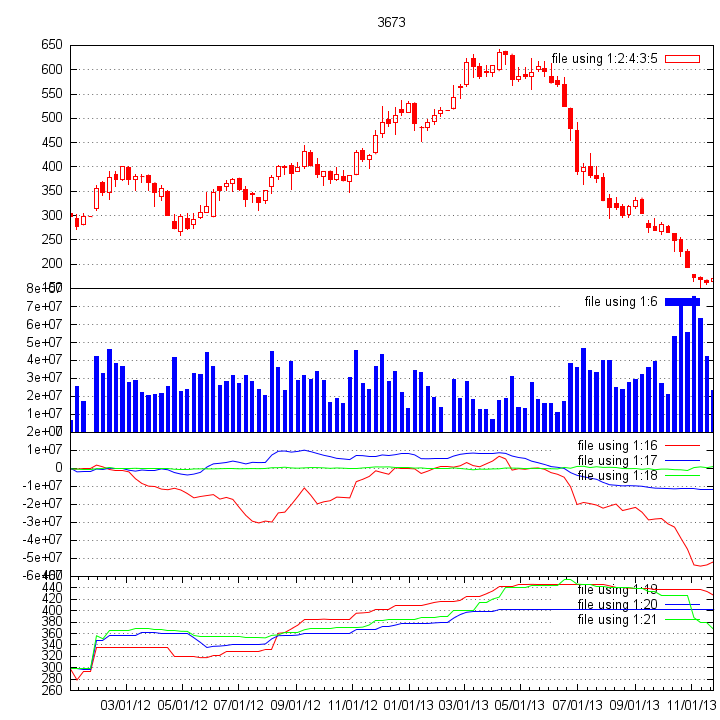 3673
650
file using 1:2:4:3:5
600
550
500
450
400
350
300
250
200
file using 1:6
7e+07
6e+07
5e+07
4e+07
3e+07
2e+07
1e+07
file using 1:16
1e+07
file using 1:17
0
file using 1:18
-1e+07
-2e+07
-3e+07
-4e+07
-5e+07
440
file using 1:19
420
file using 1:20
400
file using 1:21
380
360
340
320
300
280
260
03/01/12 05/01/12 07/01/12 09/01/12 11/01/12 01/01/13 03/01/13 05/01/13 07/01/13 09/01/13 11/01/13